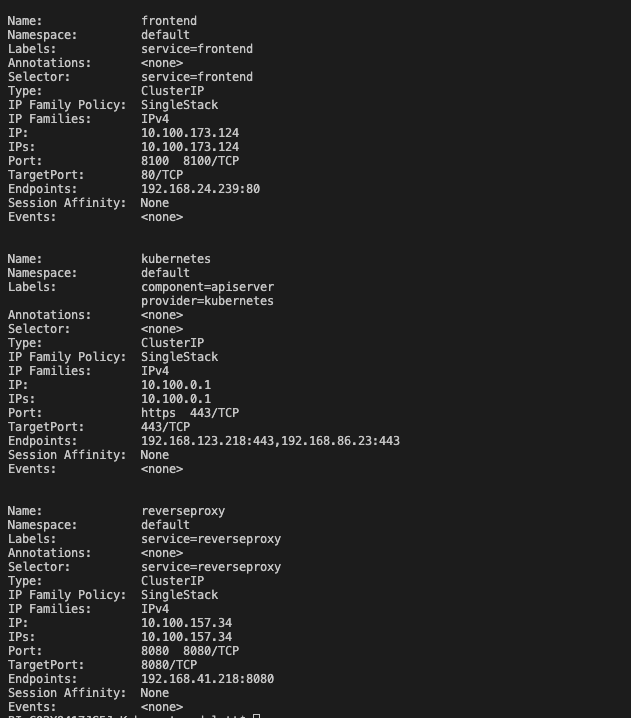 Name: frontend
Namespace: default
Labels: service=frontend
Annotations: <none>
Selector: service=frontend
Type: ClusterIP
IP Family Policy: SingleStack
IP Families: IPv4
IP: 10.100.173.124
IPs: 10.100.173.124
Port: 8100 8100/TCP
TargetPort: 80/TCP
Endpoints: 192.168.24.239:80
Session Affinity: None
Events: <none>
Name: kubernetes
Namespace: default
Labels: component=apiserver
provider=kubernetes
Annotations: <none>
Selector: <none>
Type: ClusterIP
IP Family Policy: SingleStack
IP Families: IPv4
IP: 10.100.0.1
IPs: 10.100.0.1
Port: https 443/TCP
TargetPort: 443/TCP
Endpoints: 192.168.123.218:443,192.168.86.23:443
Session Affinity: None
Events: <none>
Name: reverseproxy
Namespace: default
Labels: service=reverseproxy
Annotations: <none>
Selector: service=reverseproxy
Type: ClusterIP
IP Family Policy: SingleStack
IP Families: IPv4
IP: 10.100.157.34
IPs: 10.100.157.34
Port: 8080 8080/TCP
TargetPort: 8080/TCP
Endpoints: 192.168.41.218:8080
Session Affinity: None
Events: <none>